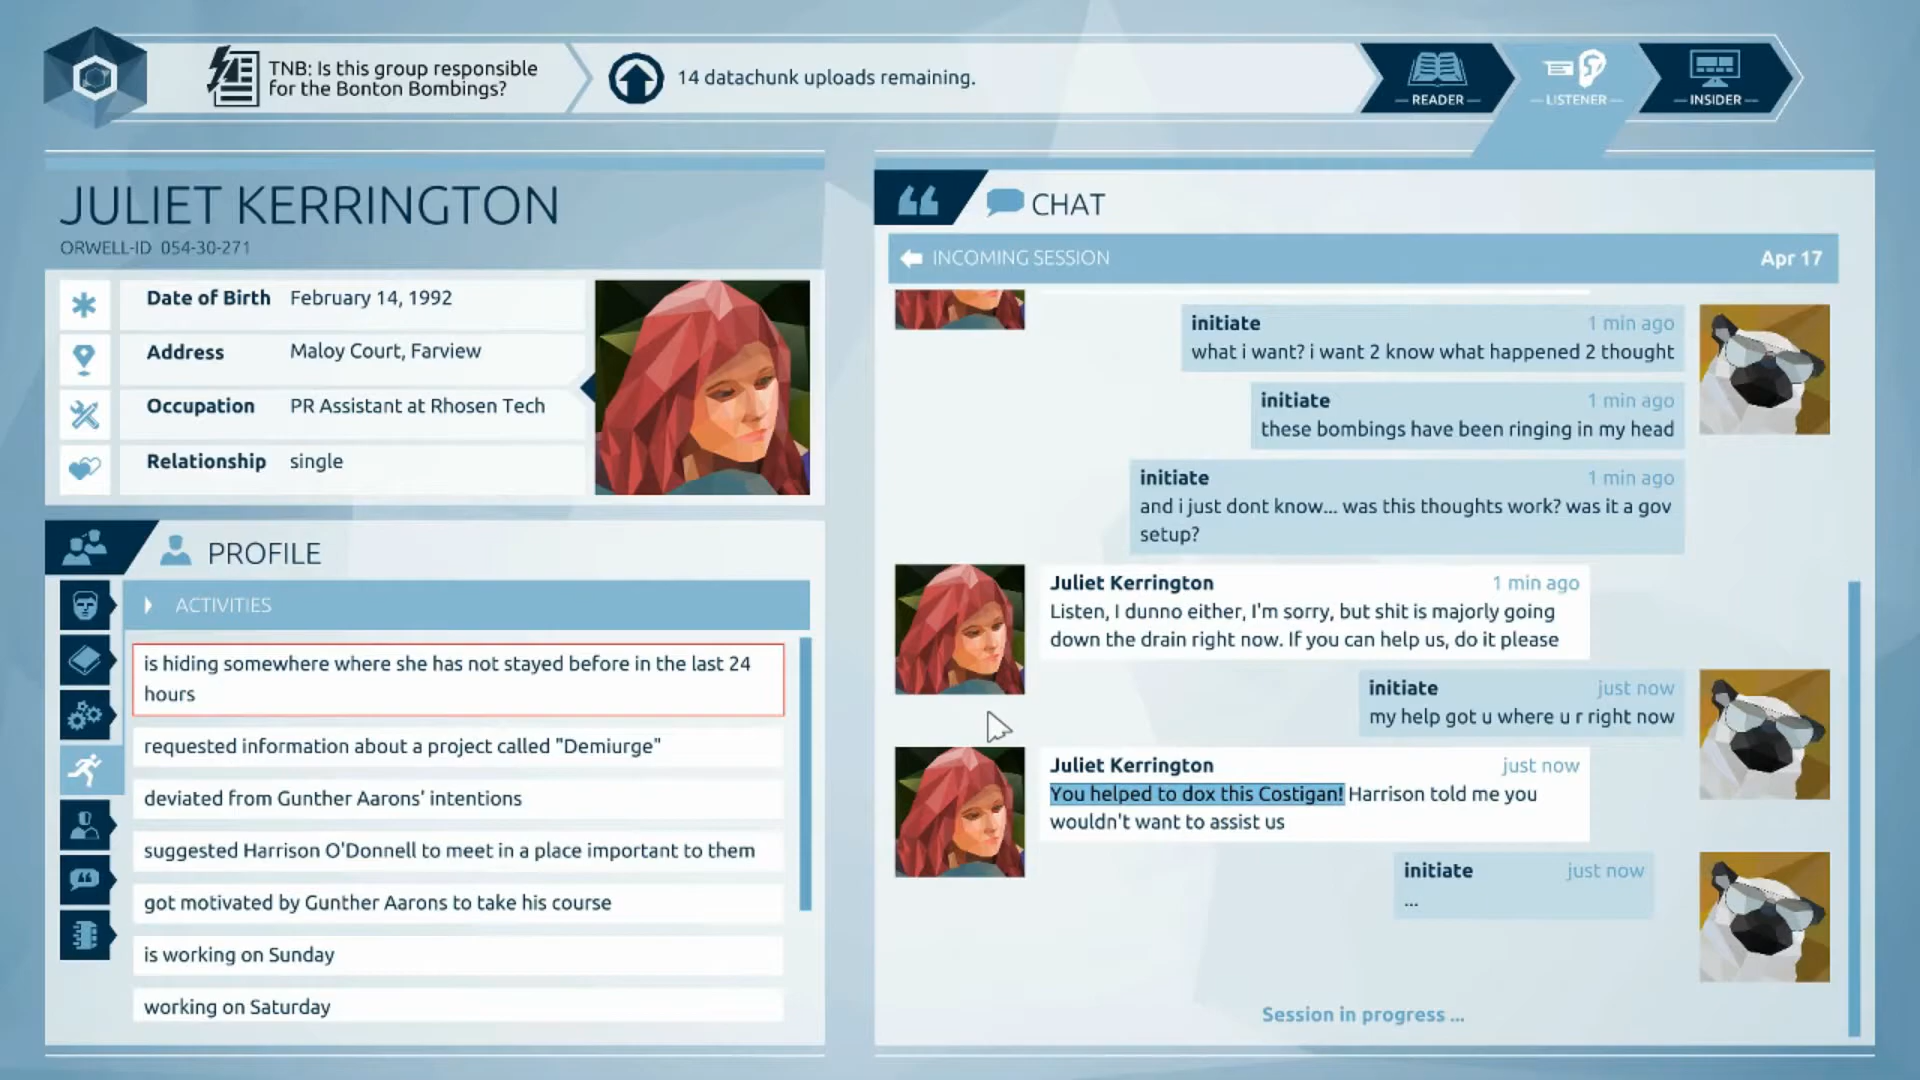 TNB: Is this group responsible
for the Bonton Bombings?
14 datachunk uploads remaining.
— READER —
— LISTENER —
— INSIDER —
JULIET KERRINGTON
ORWELL-ID 054-30-271
Date of Birth February 14, 1992
Address Maloy Court, Farview
Occupation PR Assistant at Rhosen Tech
Relationship single
PROFILE
ACTIVITIES
is hiding somewhere where she has not stayed before in the last 24
hours
requested information about a project called "Demiurge"
deviated from Gunther Aarons' intentions
suggested Harrison O'Donnell to meet in a place important to them
got motivated by Gunther Aarons to take his course
is working on Sunday
working on Saturday
CHAT
INCOMING SESSION Apr 17
initiate 1 min ago
what i want? i want 2 know what happened 2 thought
initiate 1 min ago
these bombings have been ringing in my head
initiate 1 min ago
and i just dont know... was this thoughts work? was it a gov
setup?
Juliet Kerrington 1 min ago
Listen, I dunno either, I'm sorry, but shit is majorly going
down the drain right now. If you can help us, do it please
initiate just now
my help got u where u r right now
Juliet Kerrington just now
You helped to dox this Costigan! Harrison told me you
wouldn't want to assist us
initiate just now
...
Session in progress ...